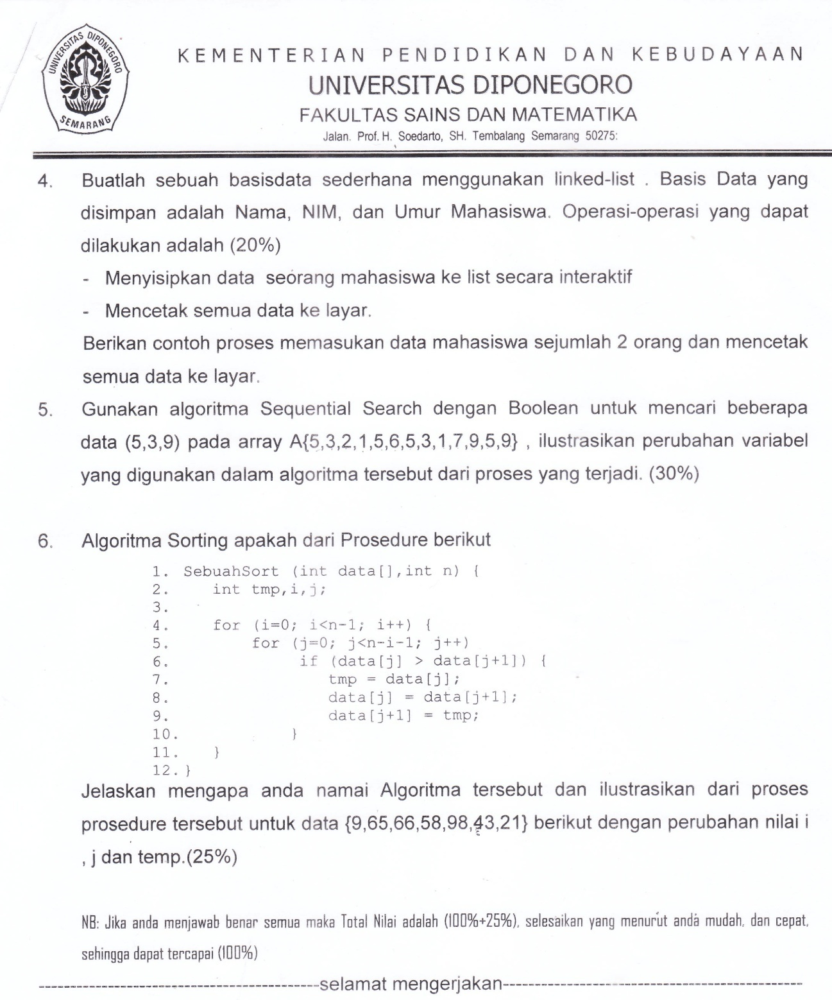 UNIVERSITAS DIPONEGORO
SEMARANG
KEMENTERIAN PENDIDIKAN DAN KEBUDAYAAN
UNIVERSITAS DIPONEGORO
FAKULTAS SAINS DAN MATEMATIKA
Jalan. Prof. H. Soedarto, SH. Tembalang Semarang 50275:
4. Buatlah sebuah basisdata sederhana menggunakan linked-list . Basis Data yang
disimpan adalah Nama, NIM, dan Umur Mahasiswa. Operasi-operasi yang dapat
dilakukan adalah (20%)
- Menyisipkan data seorang mahasiswa ke list secara interaktif
- Mencetak semua data ke layar.
Berikan contoh proses memasukan data mahasiswa sejumlah 2 orang dan mencetak
semua data ke layar.
5. Gunakan algoritma Sequential Search dengan Boolean untuk mencari beberapa
data (5,3,9) pada array A{5,3,2,1,5,6,5,3,1,7,9,5,9} , ilustrasikan perubahan variabel
yang digunakan dalam algoritma tersebut dari proses yang terjadi. (30%)
6. Algoritma Sorting apakah dari Prosedure berikut
1. SebuahSort (int data[],int n) {
2. int tmp,i,j;
3.
4. for (i=0; i<n-1; i++) {
5. for (j=0; j<n-i-1; j++)
6. if (data[j] > data[j+1]) {
7. tmp = data[j];
8. data[j] = data[j+1];
9. data[j+1] = tmp;
10. }
11. }
12. }
Jelaskan mengapa anda namai Algoritma tersebut dan ilustrasikan dari proses
prosedure tersebut untuk data {9,65,66,58,98,43,21} berikut dengan perubahan nilai i
, j dan temp.(25%)
NB: Jika anda menjawab benar semua maka Total Nilai adalah (100%+25%), selesaikan yang menurut anda mudah, dan cepat,
sehingga dapat tercapai (100%)
--------------------------------------------selamat mengerjakan-----------------------------------------------